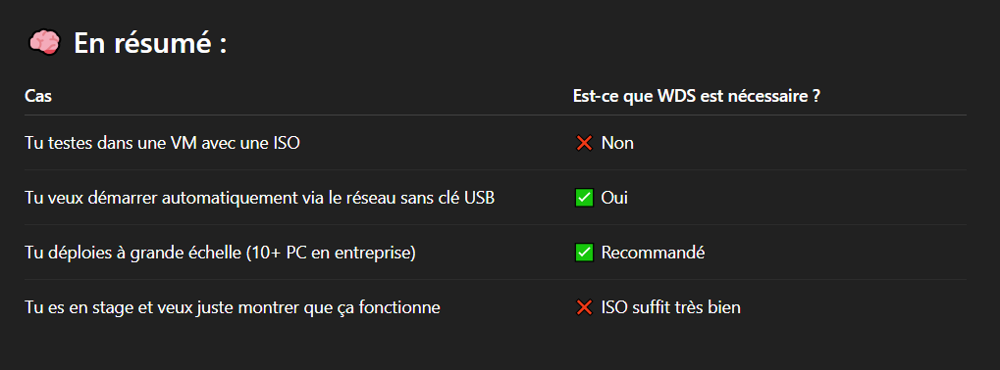 🧠 En résumé :
Cas Est-ce que WDS est nécessaire ?
Tu testes dans une VM avec une ISO ❌ Non
Tu veux démarrer automatiquement via le réseau sans clé USB ✅ Oui
Tu déploies à grande échelle (10+ PC en entreprise) ✅ Recommandé
Tu es en stage et veux juste montrer que ça fonctionne ❌ ISO suffit très bien